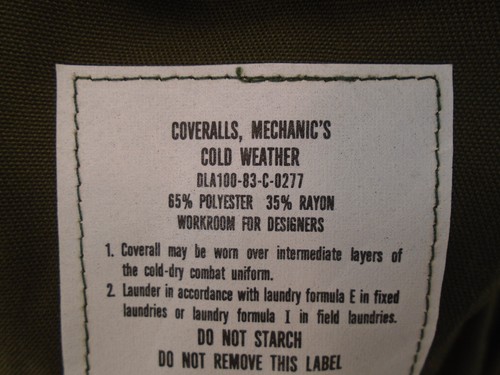 COVERALLS, MECHANIC'S
COLD WEATHER
DLA100-83-C-0277
65% POLYESTER 35% RAYON
WORKROOM FOR DESIGNERS
1. Coverall may be worn over intermediate layers of
the cold-dry combat uniform.
2. Launder in accordance with laundry formula E in fixed
laundries or laundry formula I in field laundries.
DO NOT STARCH
DO NOT REMOVE THIS LABEL